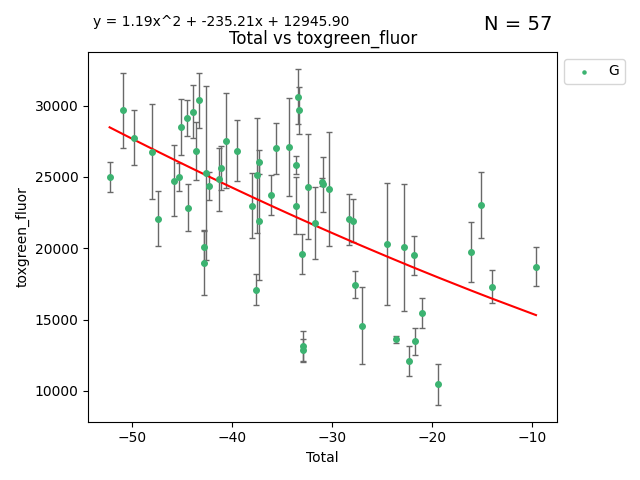 y = 1.19x^2 + -235.21x + 12945.90
N = 57
Total vs toxgreen_fluor
G
30000
25000
20000
15000
10000
toxgreen_fluor
−50
−40
−30
−20
−10
Total